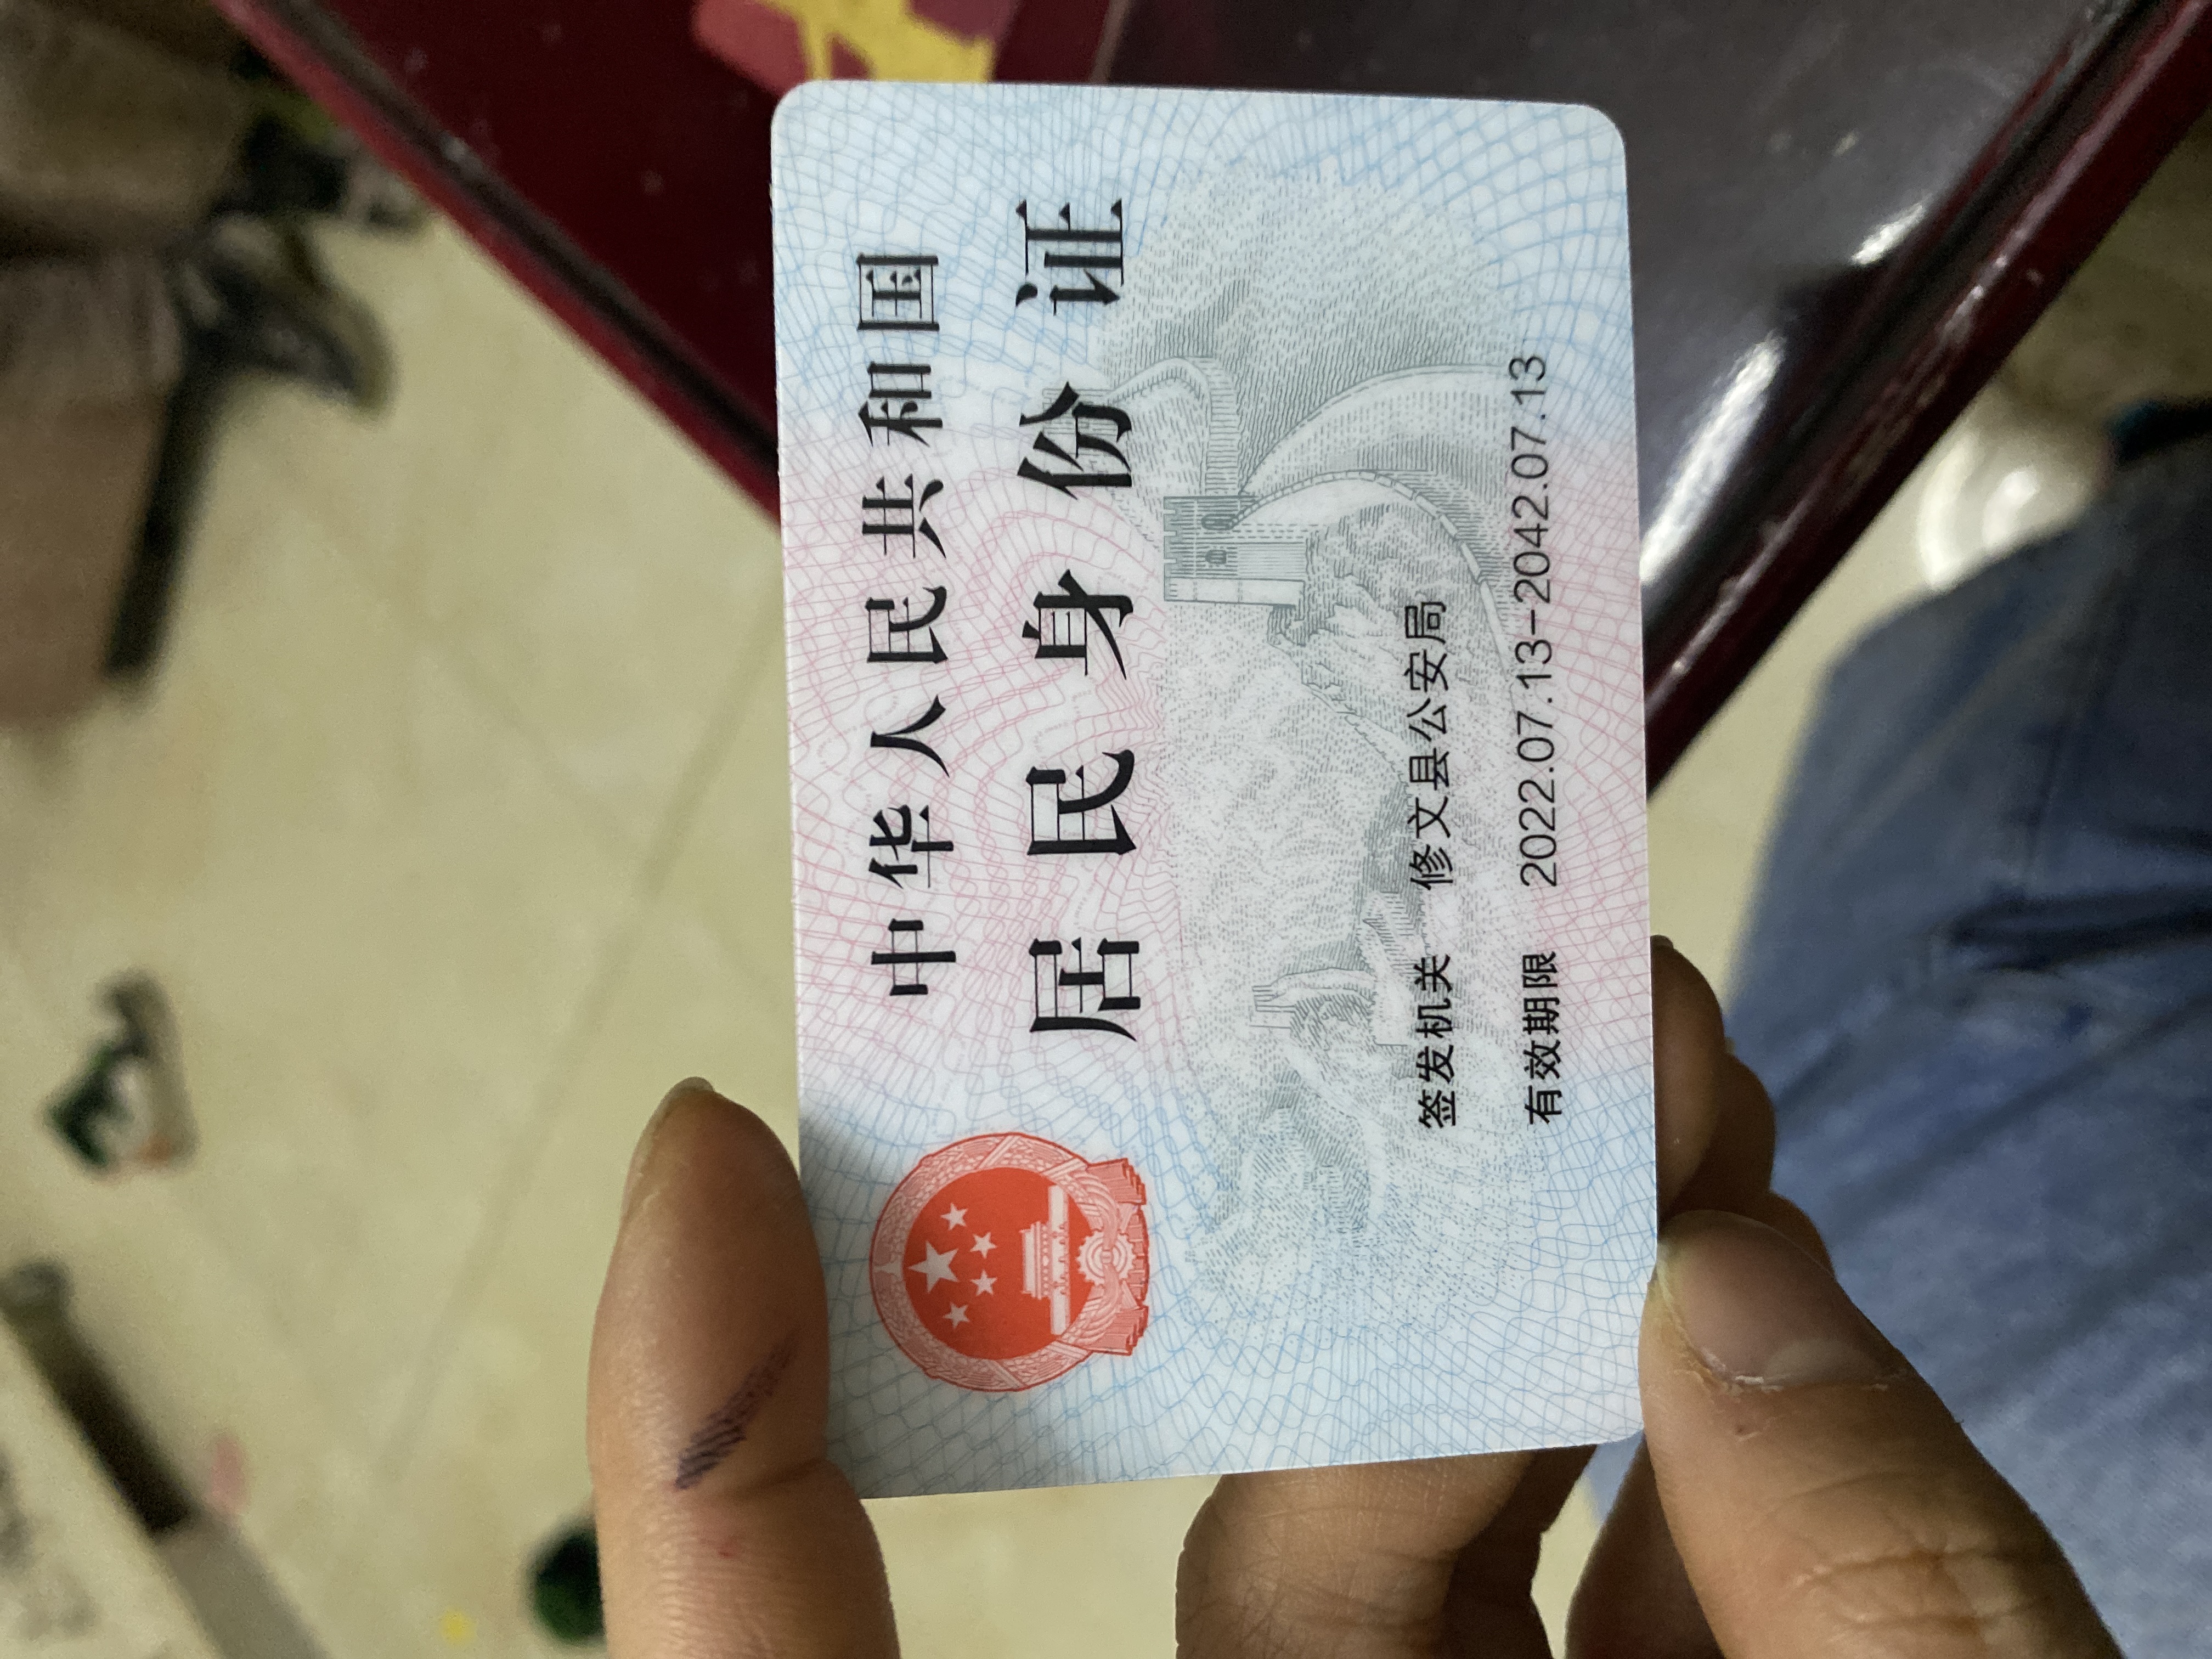 中华人民共和国
居民身份证
签发机关 修文县公安局
有效期限 2022.07.13-2042.07.13